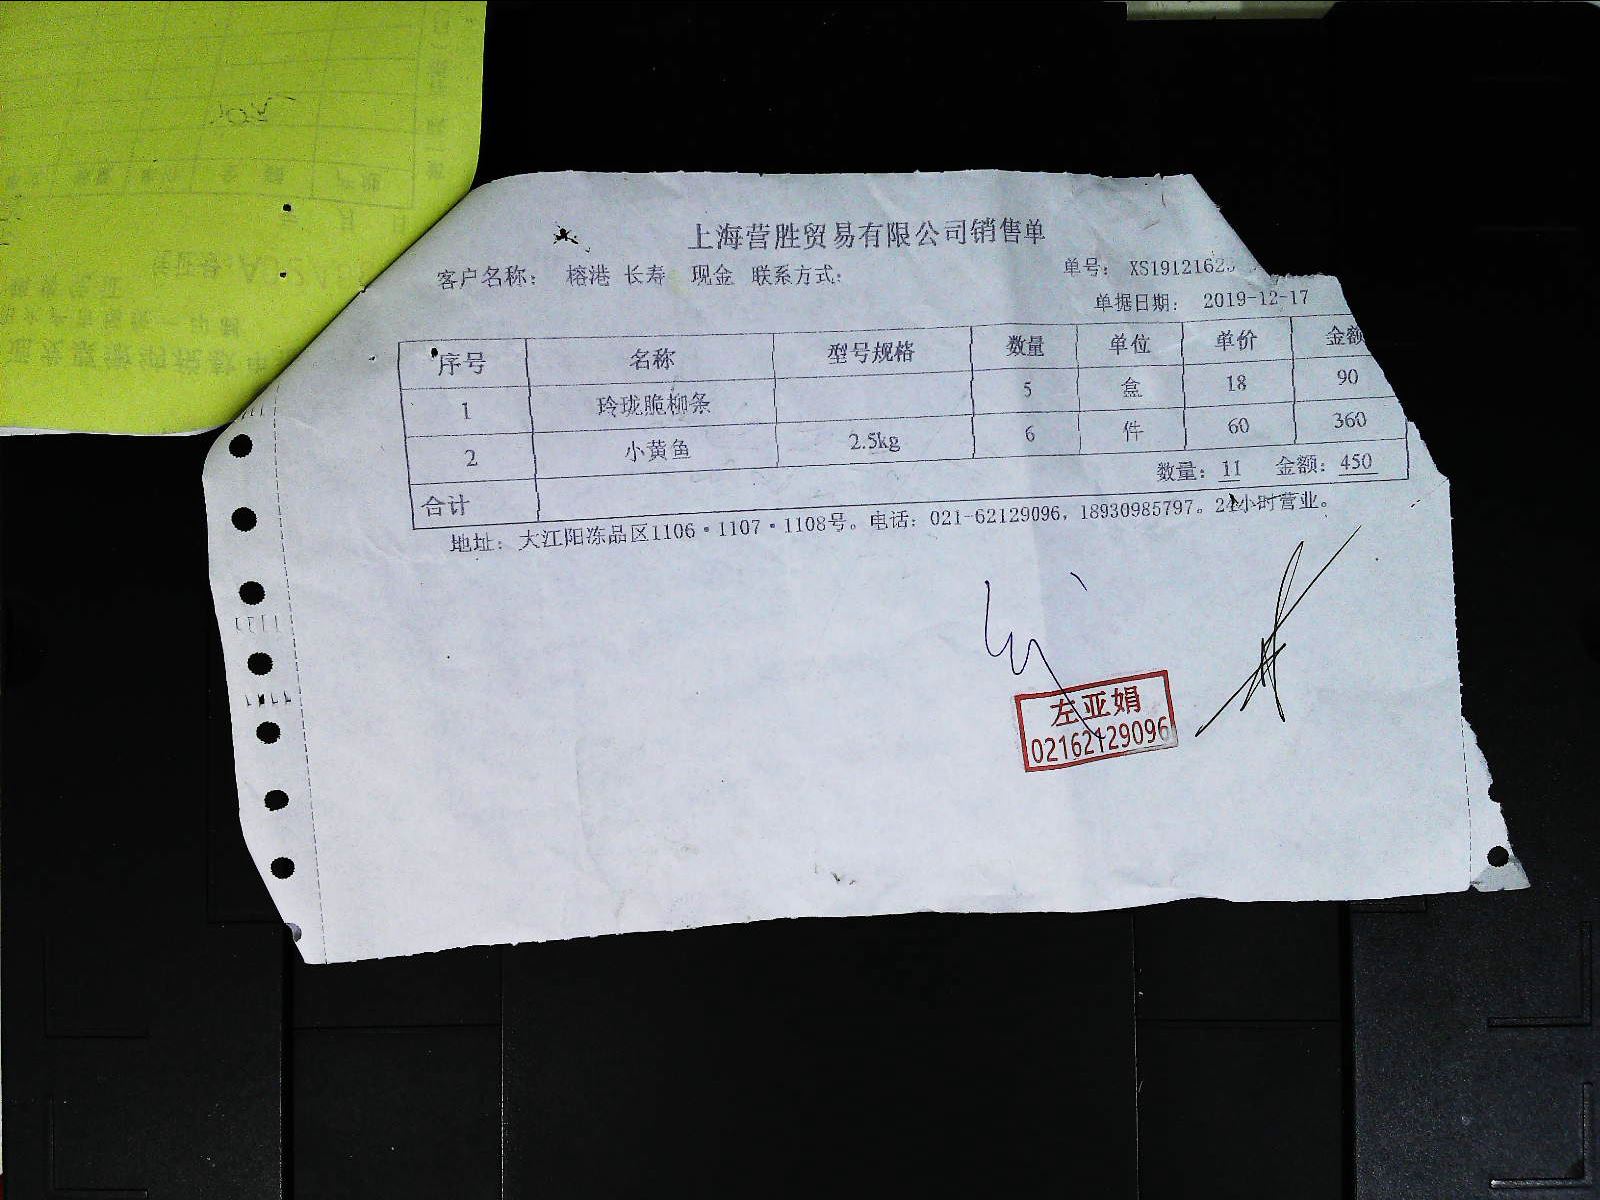 上海营胜贸易有限公司销售单
客户名称： 榕港 长寿 现金 联系方式： 单号： XS1912162
单据日期： 2019-12-17
序号 名称 型号规格 数量 单位 单价 金额
1 玲珑脆柳条 5 盒 18 90
2 小黄鱼 2.5kg 6 件 60 360
合计 数量：11 金额：450
地址： 大江阳冻品区1106·1107·1108号。电话：021-62129096，18930985797。24小时营业。
左亚娟
02162129096